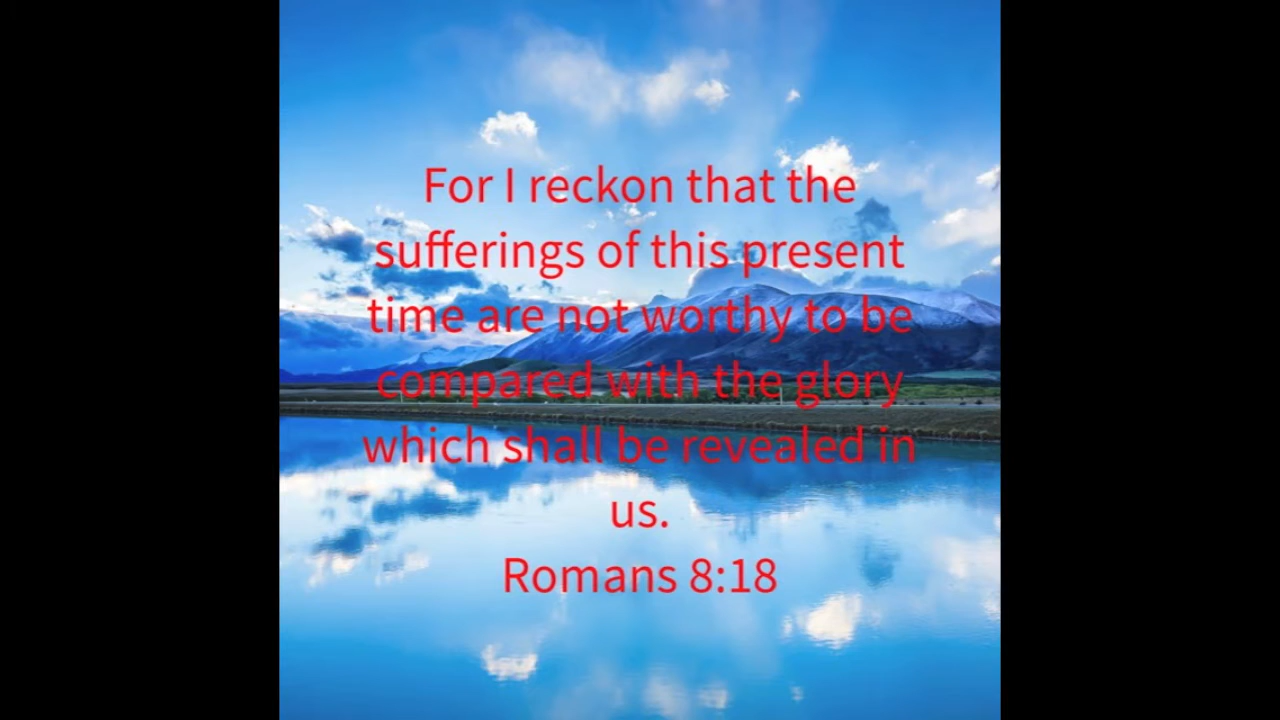 For I reckon that the
sufferings of this present
time are not worthy to be
compared with the glory
which shall be revealed in
us.
Romans 8:18